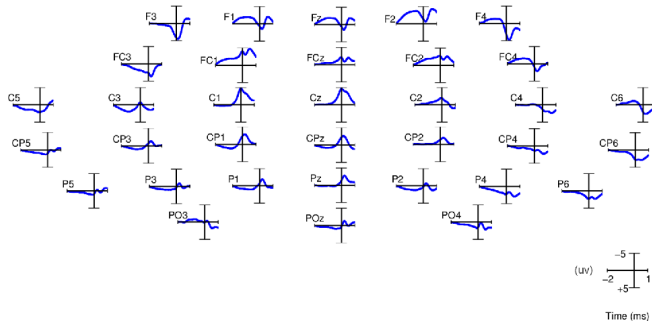 F3 F1 Fz F2 F4
FC3 FC1 FCz FC2 FC4
C5 C3 C1 Cz C2 C4 C6
CP5 CP3 CP1 CPz CP2 CP4 CP6
P5 P3 P1 Pz P2 P4 P6
PO3 POz PO4
−5
(uv)
−2 1
+5
Time (ms)